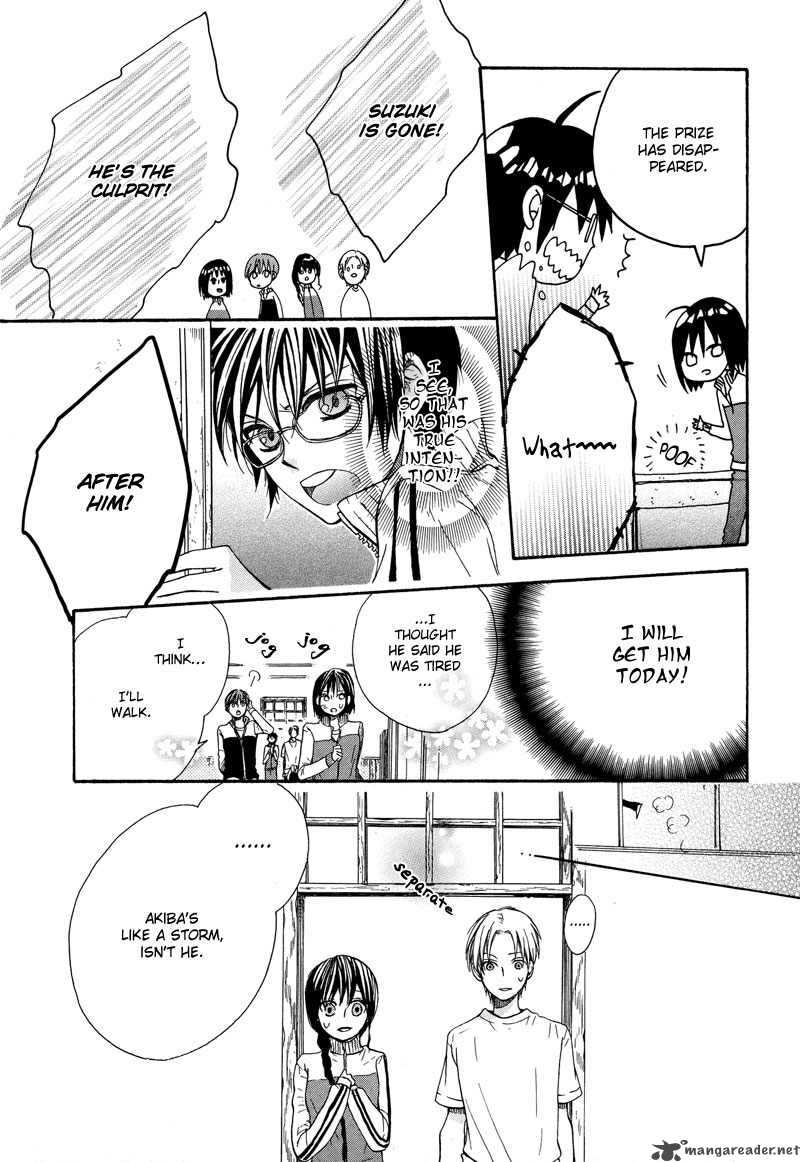 THE PRIZE
HAS DISAP-
PEARED.
What~~~
POOF
SUZUKI
IS GONE!
HE'S THE
CULPRIT!
I
SEE,
SO THAT
WAS HIS
TRUE
INTEN-
TION!!
AFTER
HIM!
I WILL
GET HIM
TODAY!
...I
THOUGHT
HE SAID HE
WAS TIRED
...
jog
jog
I
THINK...
I'LL
WALK.
......
separate
.....
AKIBA'S
LIKE A STORM,
ISN'T HE.
mangareader.net